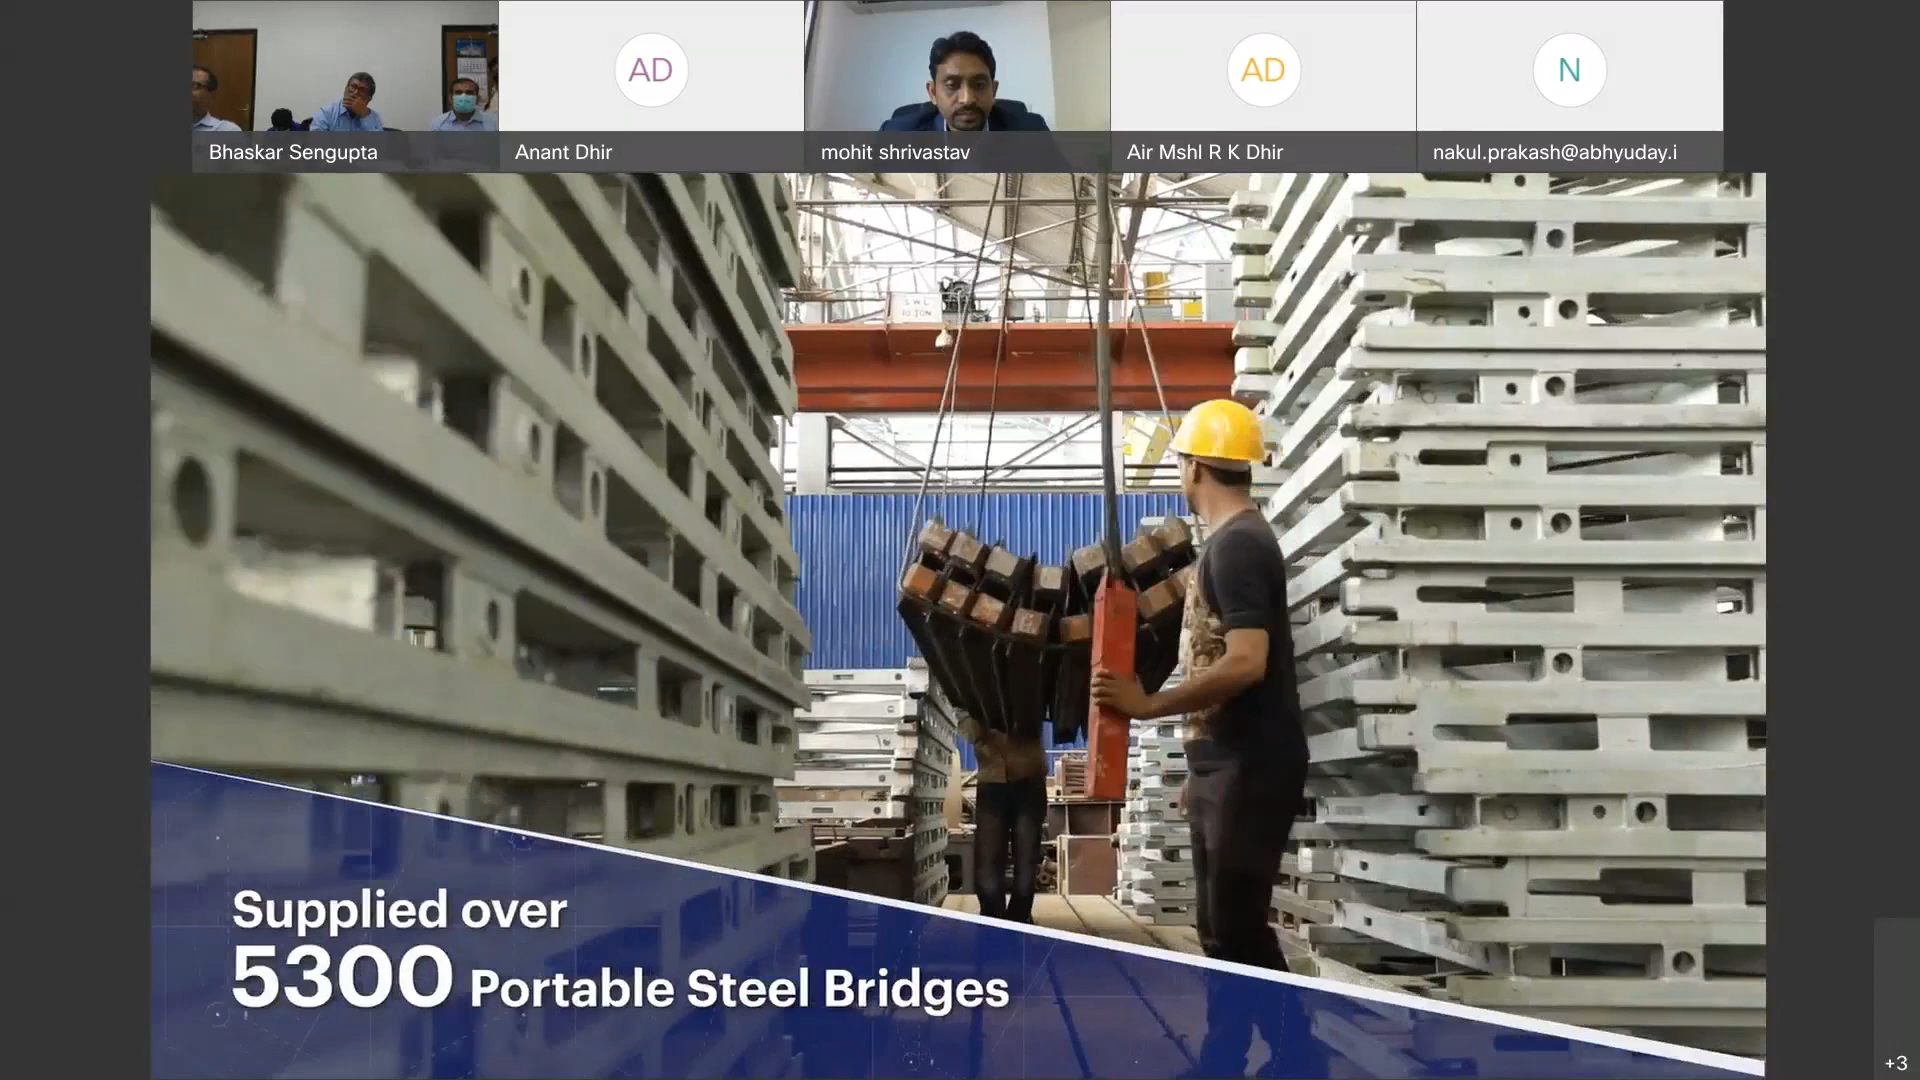 AD
AD
N
Bhaskar Sengupta
Anant Dhir
mohit shrivastav
Air Mshl R K Dhir
nakul.prakash@abhyuday.i
S.W.L
Supplied over
5300 Portable Steel Bridges
+3